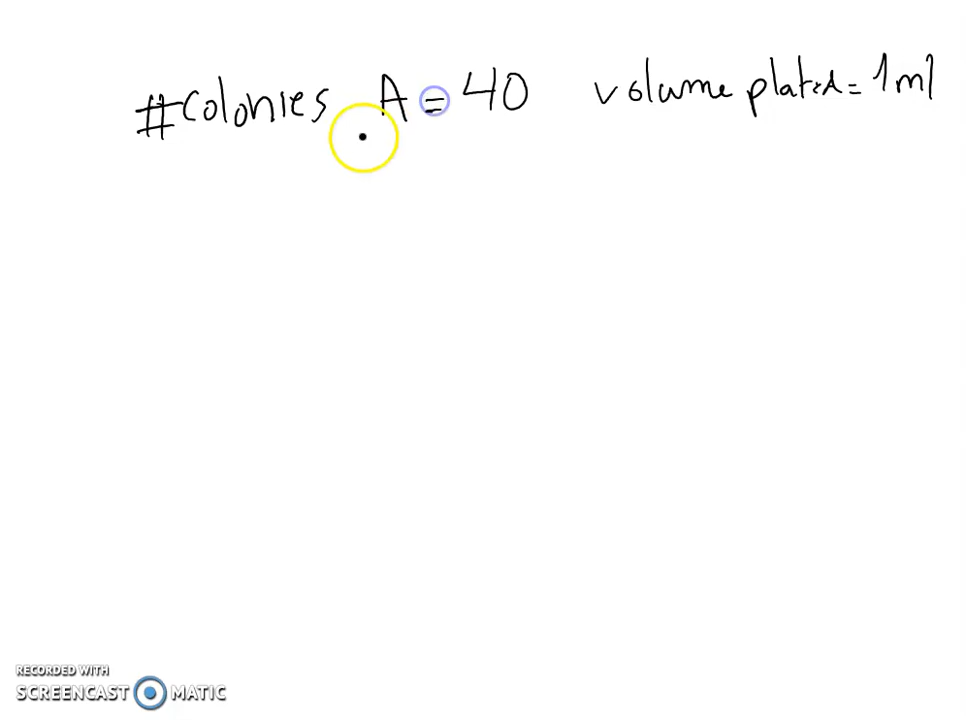 #colonies A = 40 volume plated = 1ml
RECORDED WITH
SCREENCAST MATIC